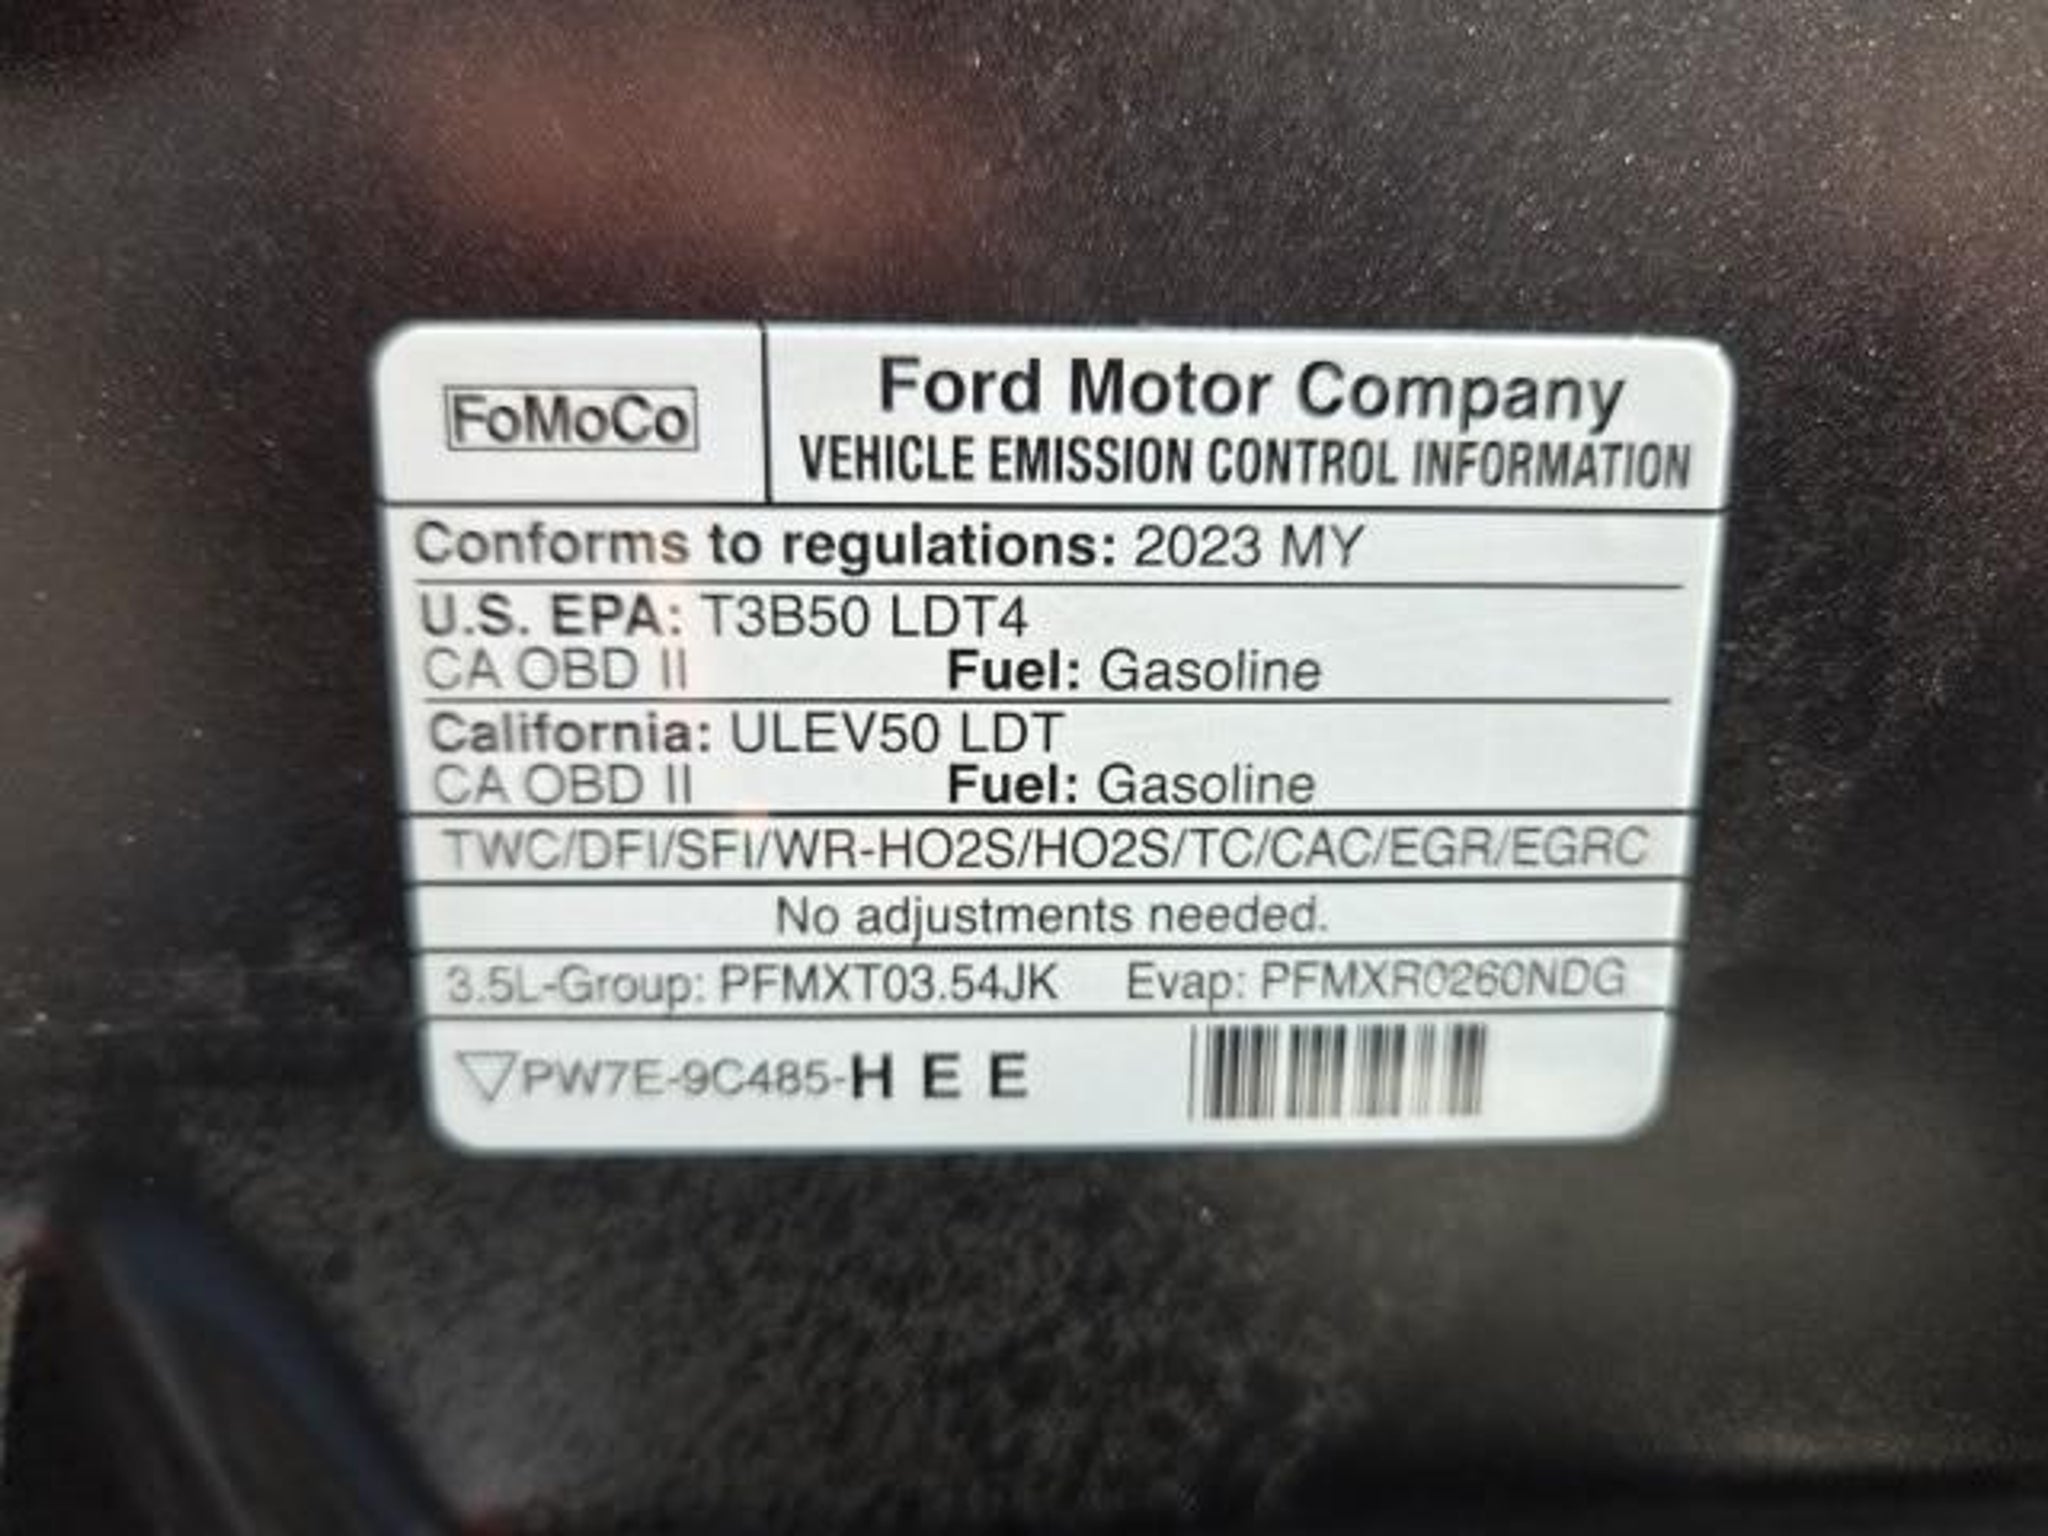 FoMoCo
Ford Motor Company
VEHICLE EMISSION CONTROL INFORMATION
Conforms to regulations: 2023 MY
U.S. EPA: T3B50 LDT4
CA OBD II Fuel: Gasoline
California: ULEV50 LDT
CA OBD II Fuel: Gasoline
TWC/DFI/SFI/WR-HO2S/HO2S/TC/CAC/EGR/EGRC
No adjustments needed.
3.5L-Group: PFMXT03.54JK Evap: PFMXR0260NDG
PW7E-9C485-H E E